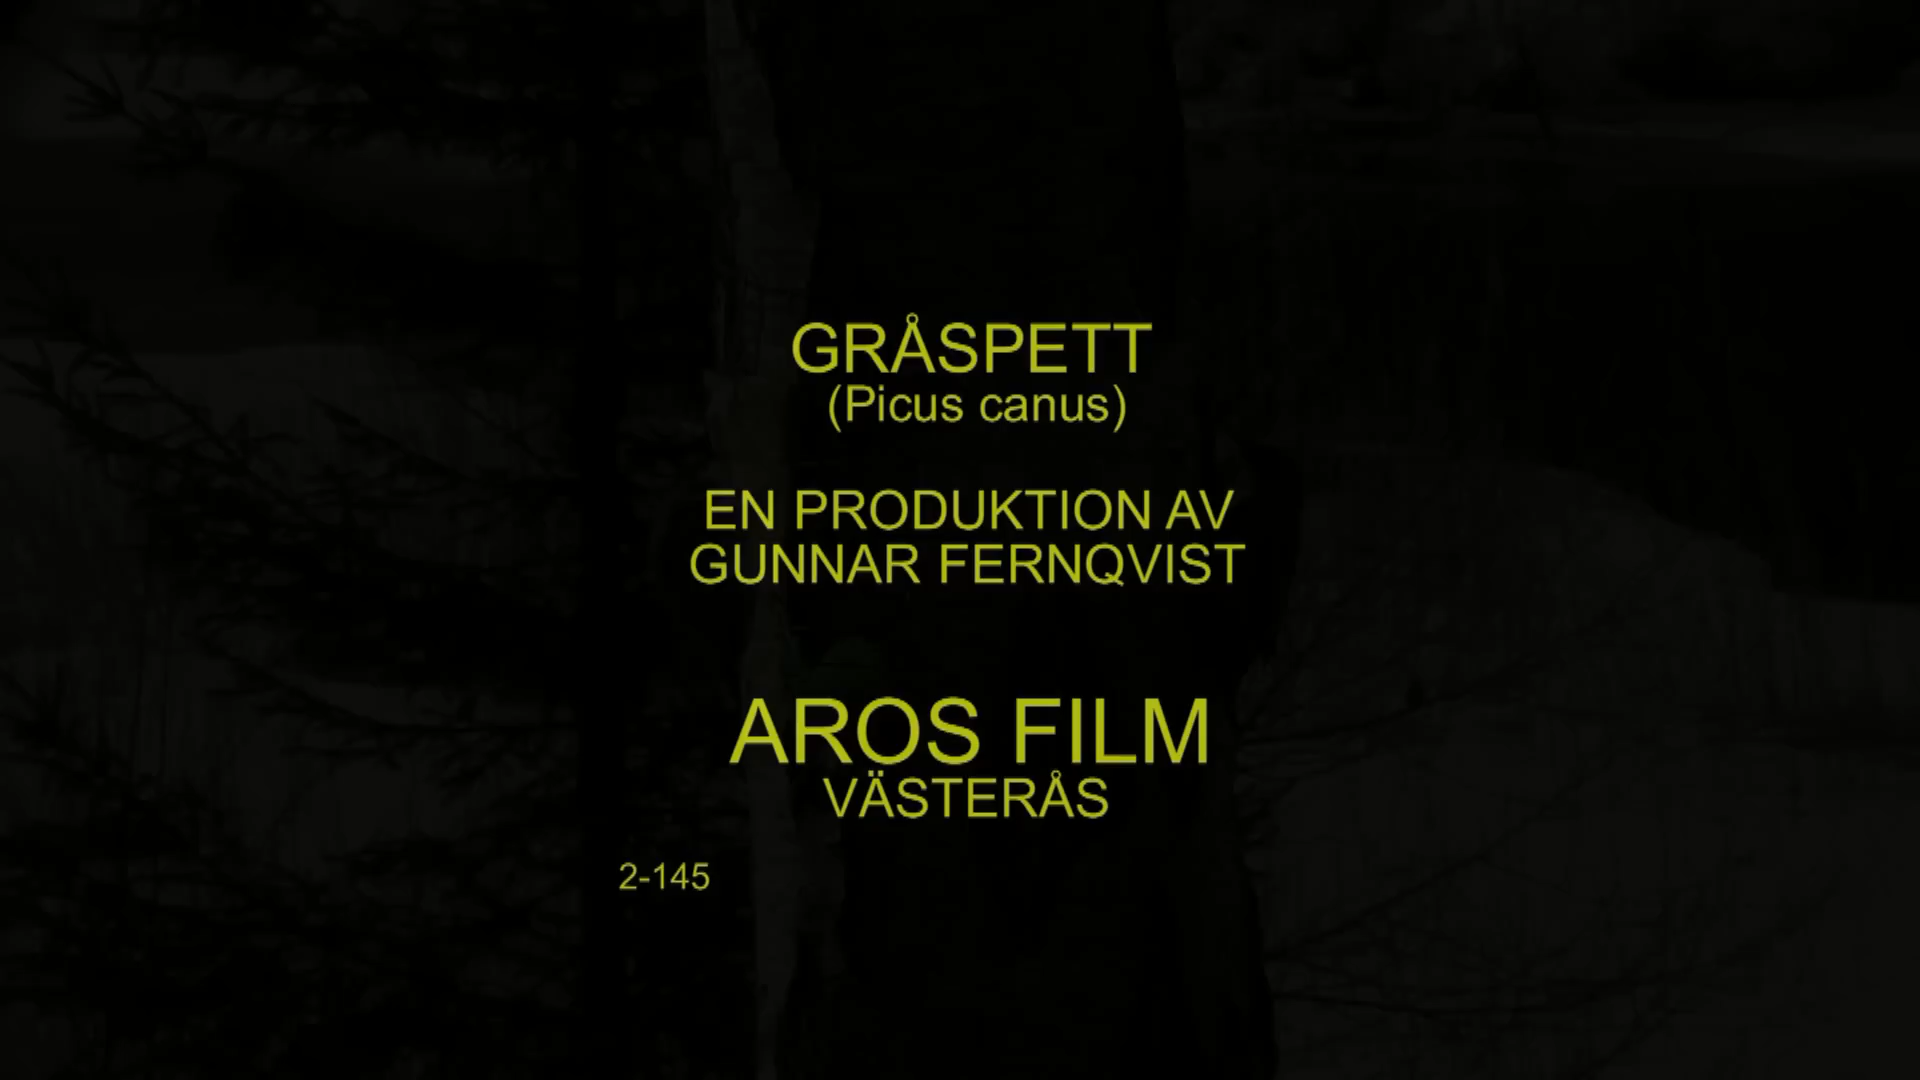 GRÅSPETT
(Picus canus)
EN PRODUKTION AV
GUNNAR FERNQVIST
AROS FILM
VÄSTERÅS
2-145